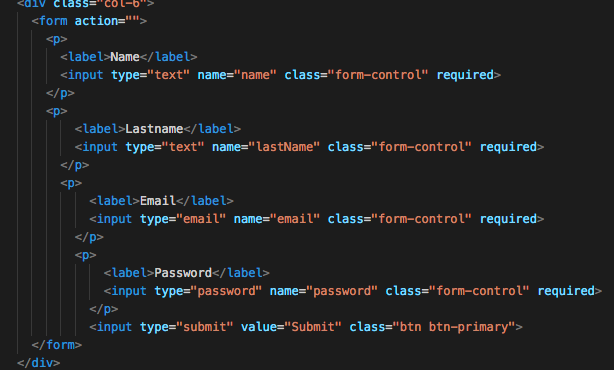 <div class="col-6">
<form action="">
<p>
<label>Name</label>
<input type="text" name="name" class="form-control" required>
</p>
<p>
<label>Lastname</label>
<input type="text" name="lastName" class="form-control" required>
</p>
<p>
<label>Email</label>
<input type="email" name="email" class="form-control" required>
</p>
<p>
<label>Password</label>
<input type="password" name="password" class="form-control" required>
</p>
<input type="submit" value="Submit" class="btn btn-primary">
</form>
</div>